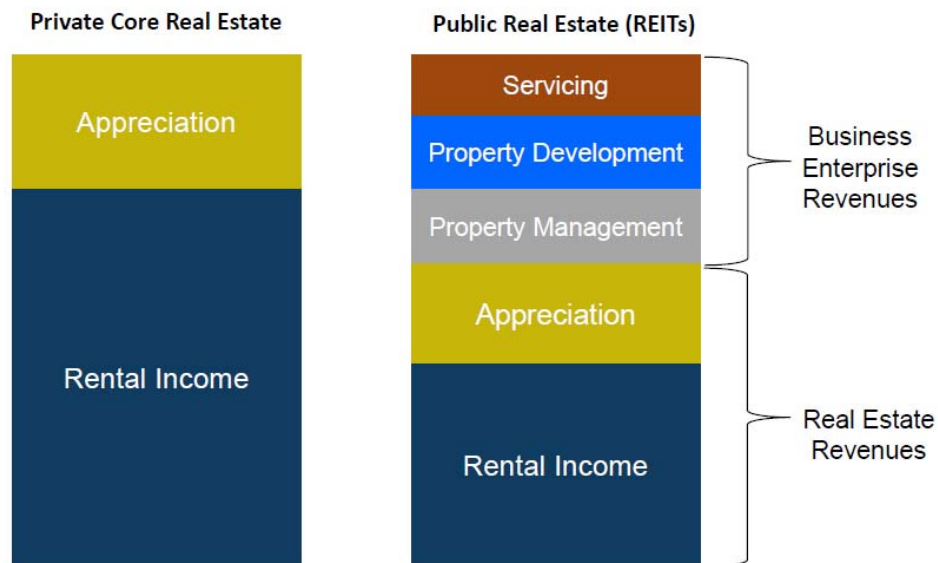 Private Core Real Estate
Public Real Estate (REITs)
Appreciation
Rental Income
Servicing
Property Development
Property Management
Appreciation
Rental Income
Business
Enterprise
Revenues
Real Estate
Revenues